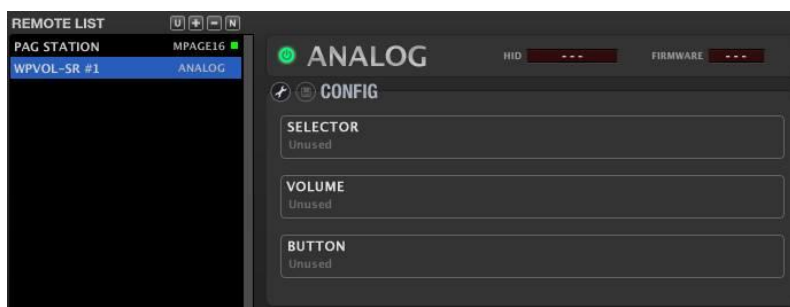 REMOTE LIST U + - N
PAG STATION MPAGE16
WPVOL-SR #1 ANALOG
ANALOG HID --- FIRMWARE ---
CONFIG
SELECTOR
Unused
VOLUME
Unused
BUTTON
Unused